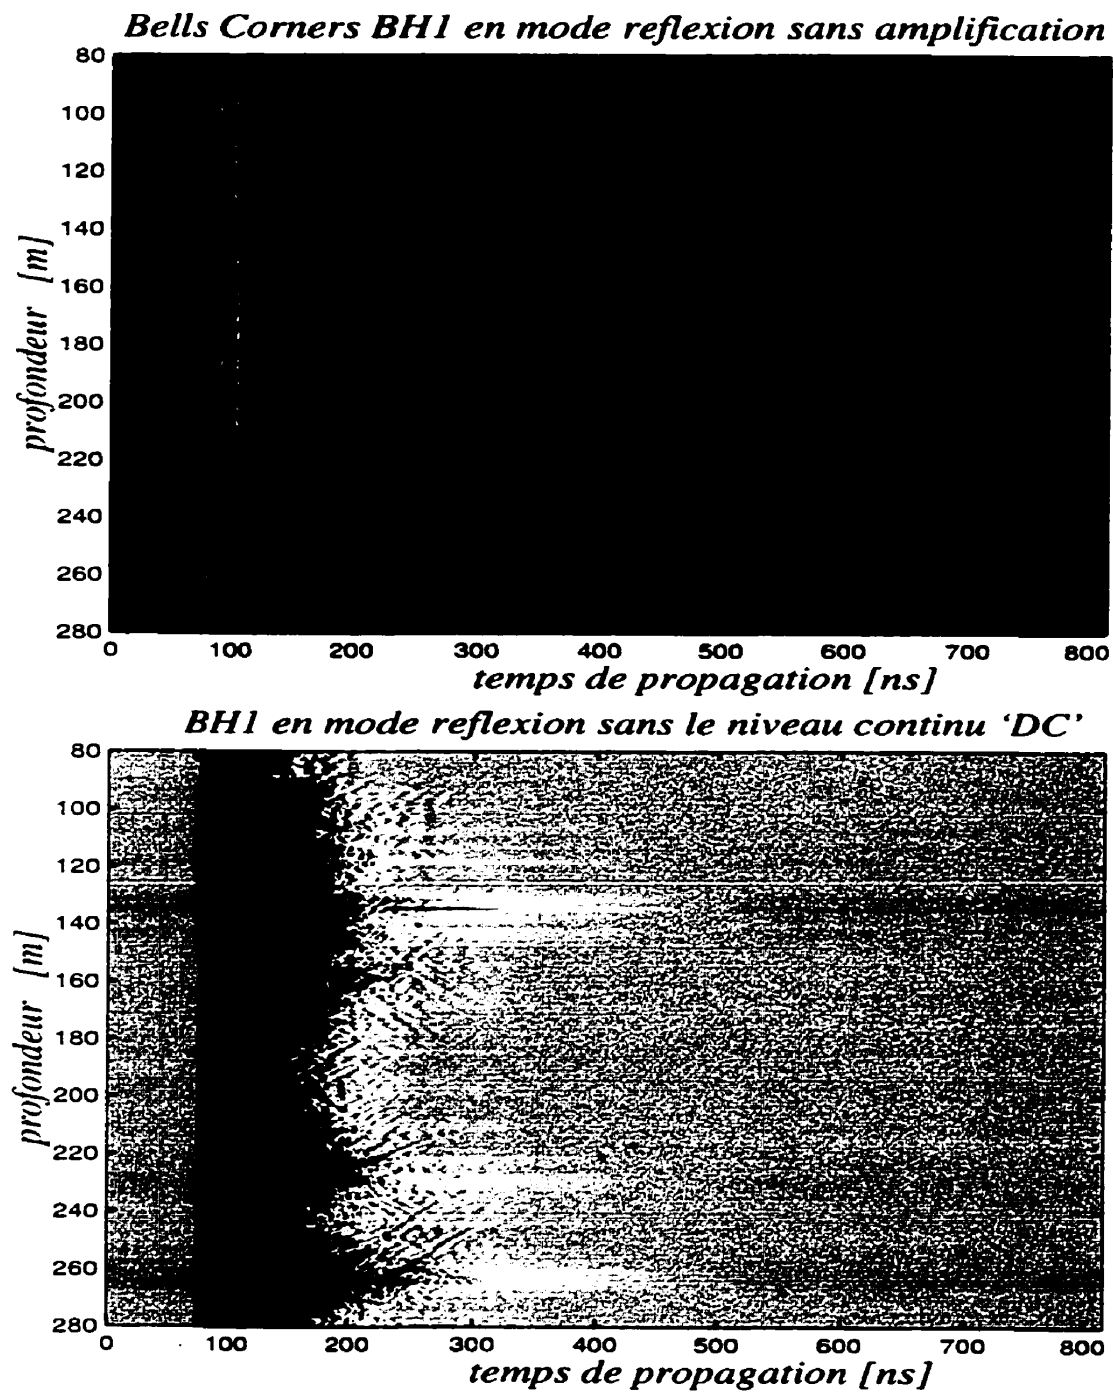 Bells Corners BH1 en mode reflexion sans amplification
80
100
120
140
160
180
200
220
240
260
280
profondeur [m]
0 100 200 300 400 500 600 700 800
temps de propagation [ns]
BH1 en mode reflexion sans le niveau continu ‘DC’
80
100
120
140
160
180
200
220
240
260
280
profondeur [m]
0 100 200 300 400 500 600 700 800
temps de propagation [ns]